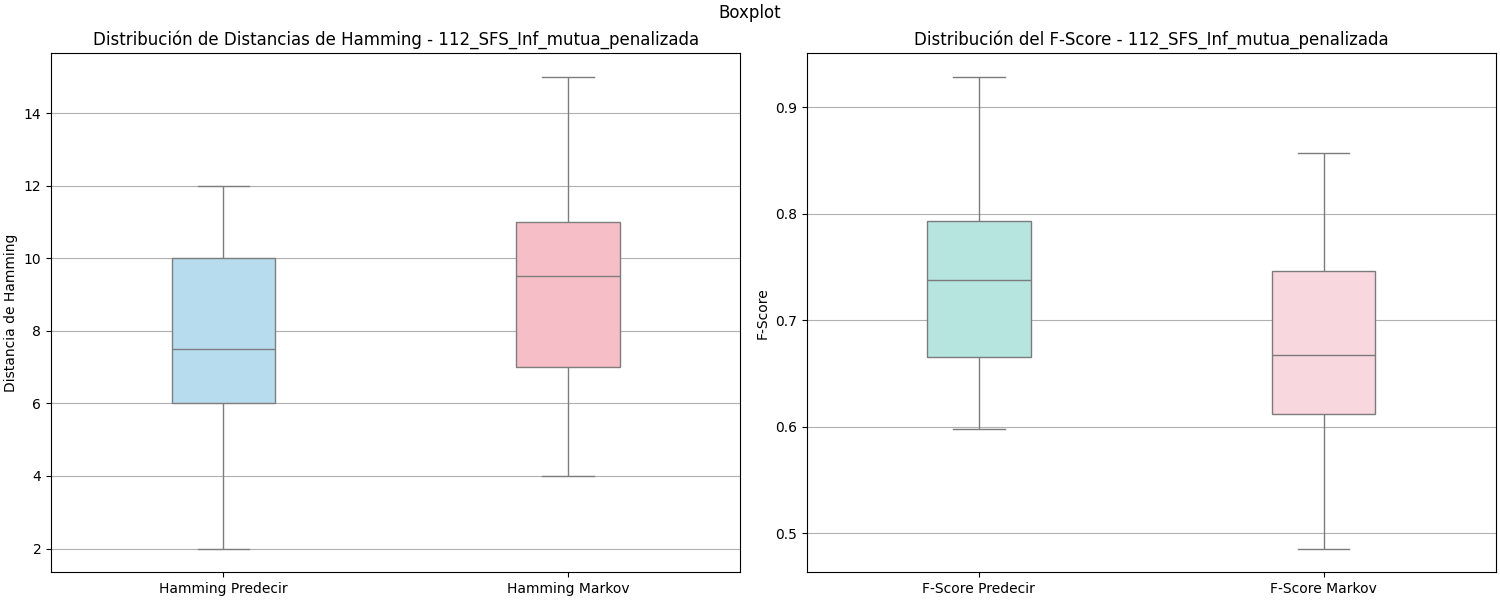 Boxplot
Distribución de Distancias de Hamming - 112_SFS_Inf_mutua_penalizada
Distancia de Hamming
14
12
10
8
6
4
2
Hamming Predecir
Hamming Markov
Distribución del F-Score - 112_SFS_Inf_mutua_penalizada
F-Score
0.9
0.8
0.7
0.6
0.5
F-Score Predecir
F-Score Markov